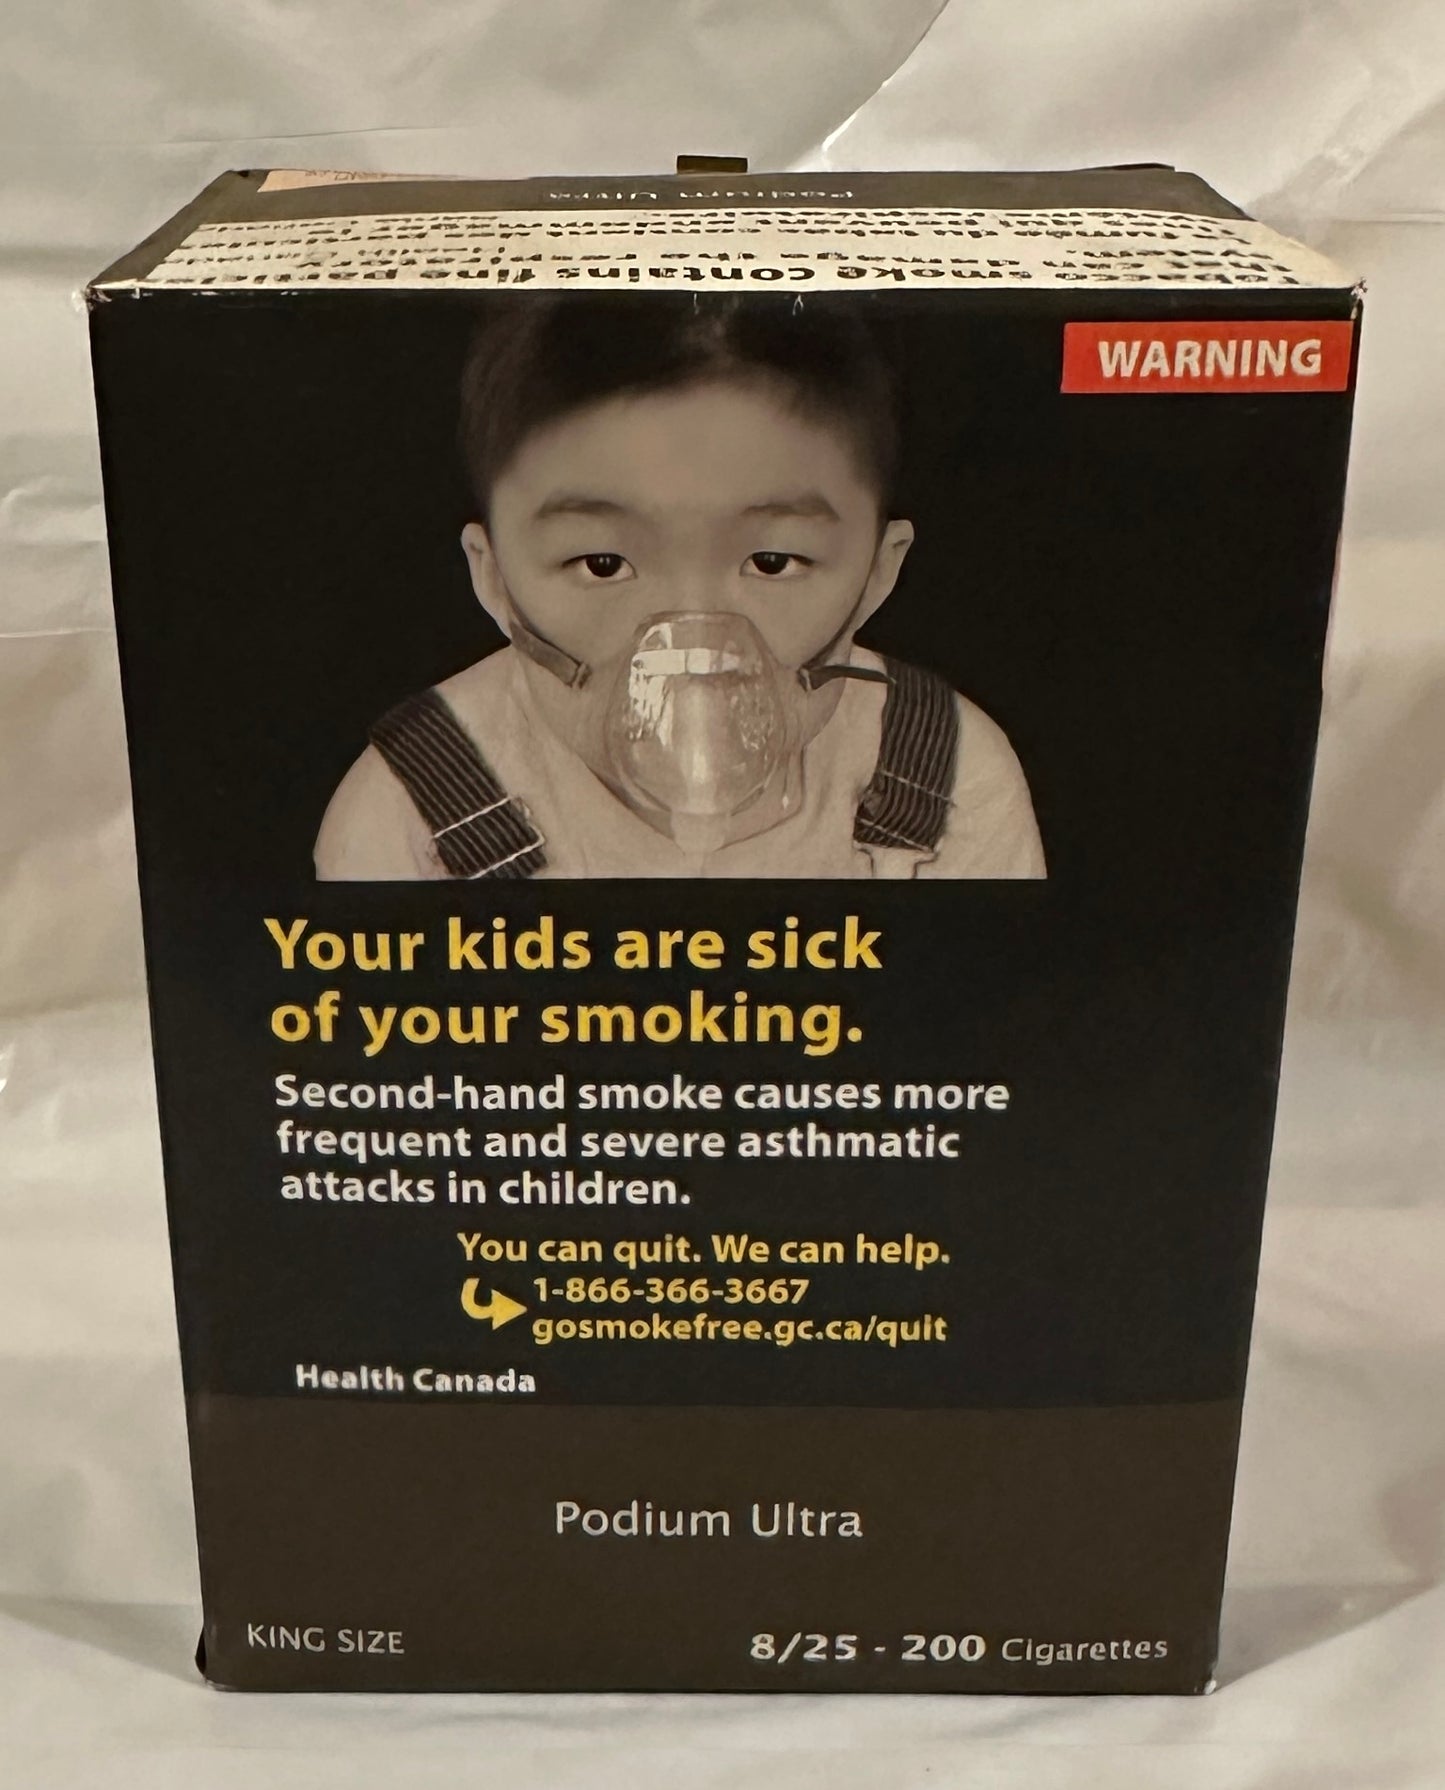 Podium Ultra
WARNING
Your kids are sick
of your smoking.
Second-hand smoke causes more
frequent and severe asthmatic
attacks in children.
You can quit. We can help.
1-866-366-3667
gosmokefree.gc.ca/quit
Health Canada
Podium Ultra
KING SIZE
8/25 - 200 Cigarettes